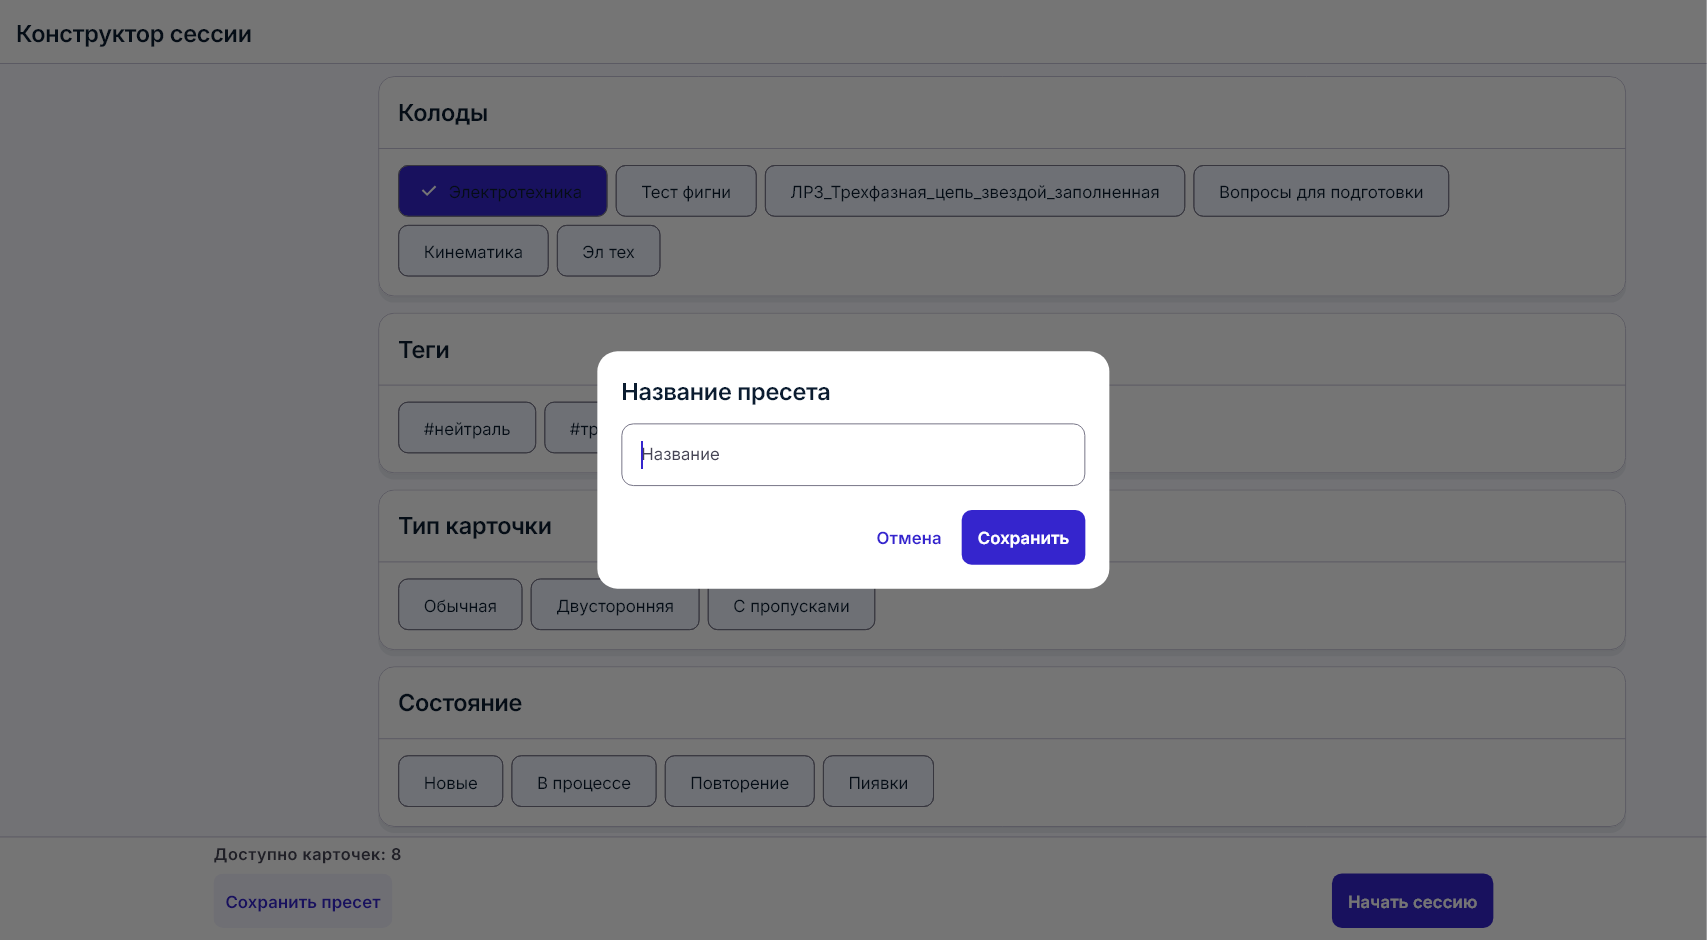 Конструктор сессии
Колоды
Электротехника
Тест фигни
ЛР3_Трехфазная_цепь_звездой_заполненная
Вопросы для подготовки
Кинематика
Эл тех
Теги
#нейтраль
#тр
Название пресета
Название
Отмена
Сохранить
Тип карточки
Обычная
Двусторонняя
С пропусками
Состояние
Новые
В процессе
Повторение
Пиявки
Доступно карточек: 8
Сохранить пресет
Начать сессию